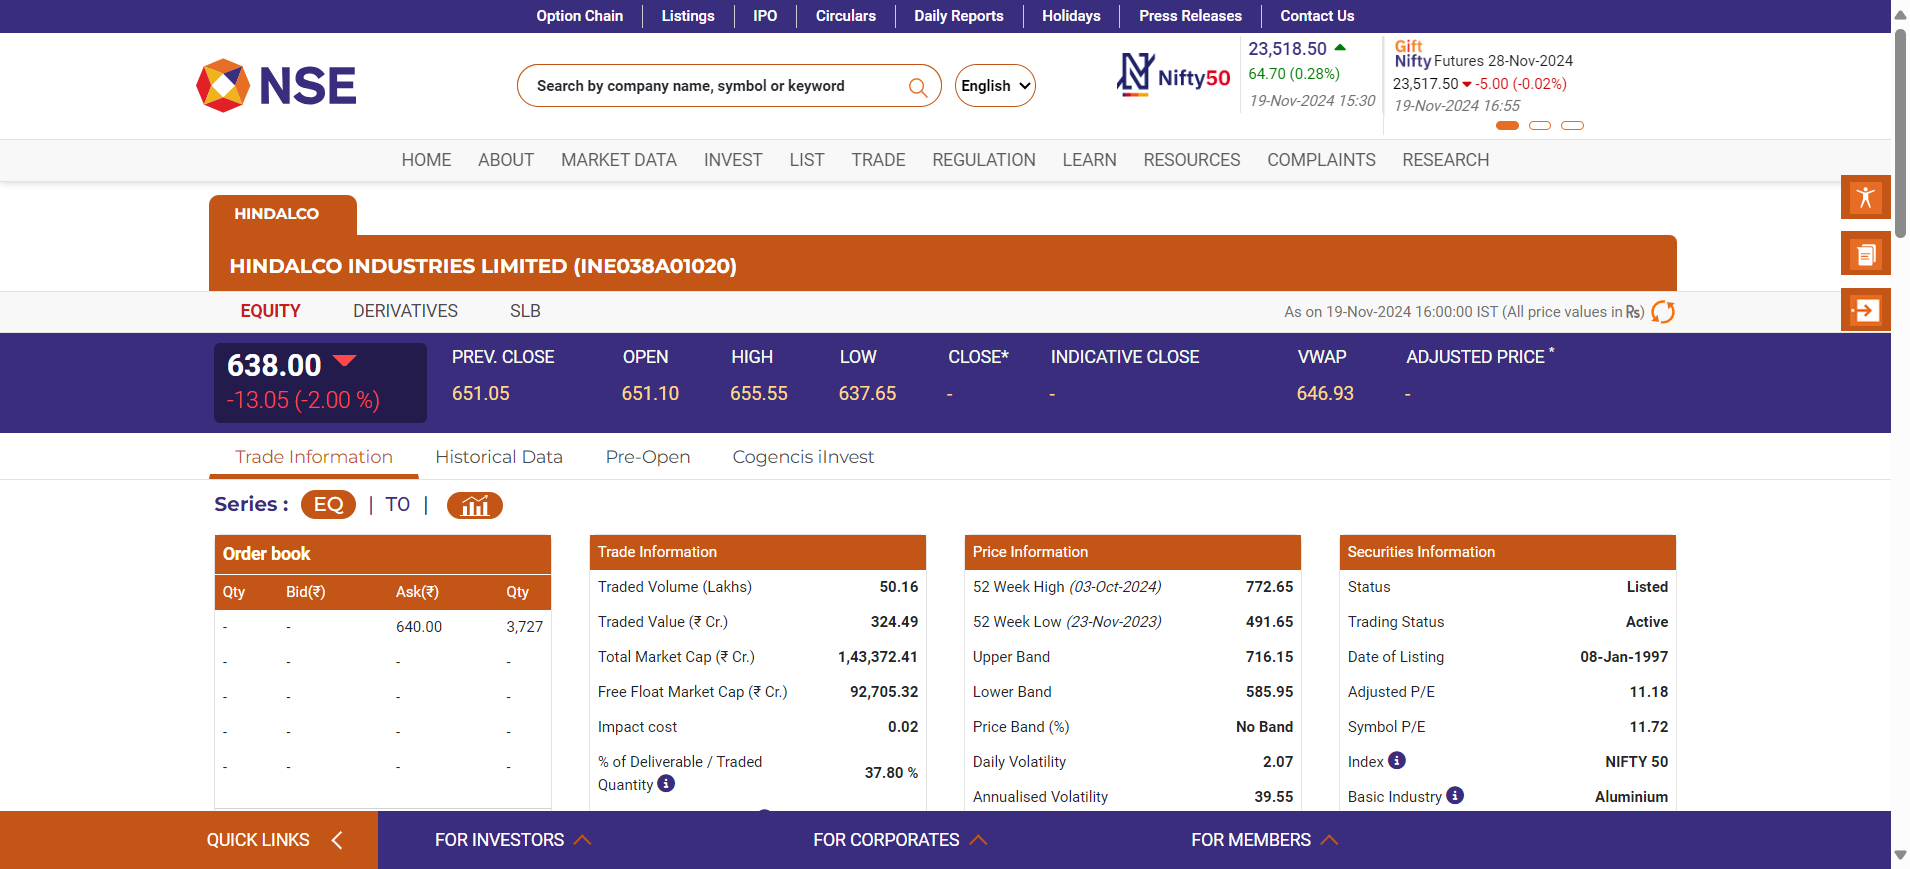 Option Chain Listings IPO Circulars Daily Reports Holidays Press Releases Contact Us
NSE
Search by company name, symbol or keyword
English
Nifty50
23,518.50
64.70 (0.28%)
19-Nov-2024 15:30
Gift
Nifty Futures 28-Nov-2024
23,517.50 -5.00 (-0.02%)
19-Nov-2024 16:55
HOME ABOUT MARKET DATA INVEST LIST TRADE REGULATION LEARN RESOURCES COMPLAINTS RESEARCH
HINDALCO
HINDALCO INDUSTRIES LIMITED (INE038A01020)
EQUITY DERIVATIVES SLB
As on 19-Nov-2024 16:00:00 IST (All price values in ₨)
638.00
-13.05 (-2.00 %)
PREV. CLOSE OPEN HIGH LOW CLOSE* INDICATIVE CLOSE VWAP ADJUSTED PRICE *
651.05 651.10 655.55 637.65 - - 646.93 -
Trade Information Historical Data Pre-Open Cogencis iInvest
Series : EQ | T0 |
Order book
Qty Bid(₹) Ask(₹) Qty
- - 640.00 3,727
- - - -
- - - -
- - - -
- - - -
Trade Information
Traded Volume (Lakhs) 50.16
Traded Value (₹ Cr.) 324.49
Total Market Cap (₹ Cr.) 1,43,372.41
Free Float Market Cap (₹ Cr.) 92,705.32
Impact cost 0.02
% of Deliverable / Traded
Quantity 37.80 %
Price Information
52 Week High (03-Oct-2024) 772.65
52 Week Low (23-Nov-2023) 491.65
Upper Band 716.15
Lower Band 585.95
Price Band (%) No Band
Daily Volatility 2.07
Annualised Volatility 39.55
Securities Information
Status Listed
Trading Status Active
Date of Listing 08-Jan-1997
Adjusted P/E 11.18
Symbol P/E 11.72
Index NIFTY 50
Basic Industry Aluminium
QUICK LINKS FOR INVESTORS FOR CORPORATES FOR MEMBERS